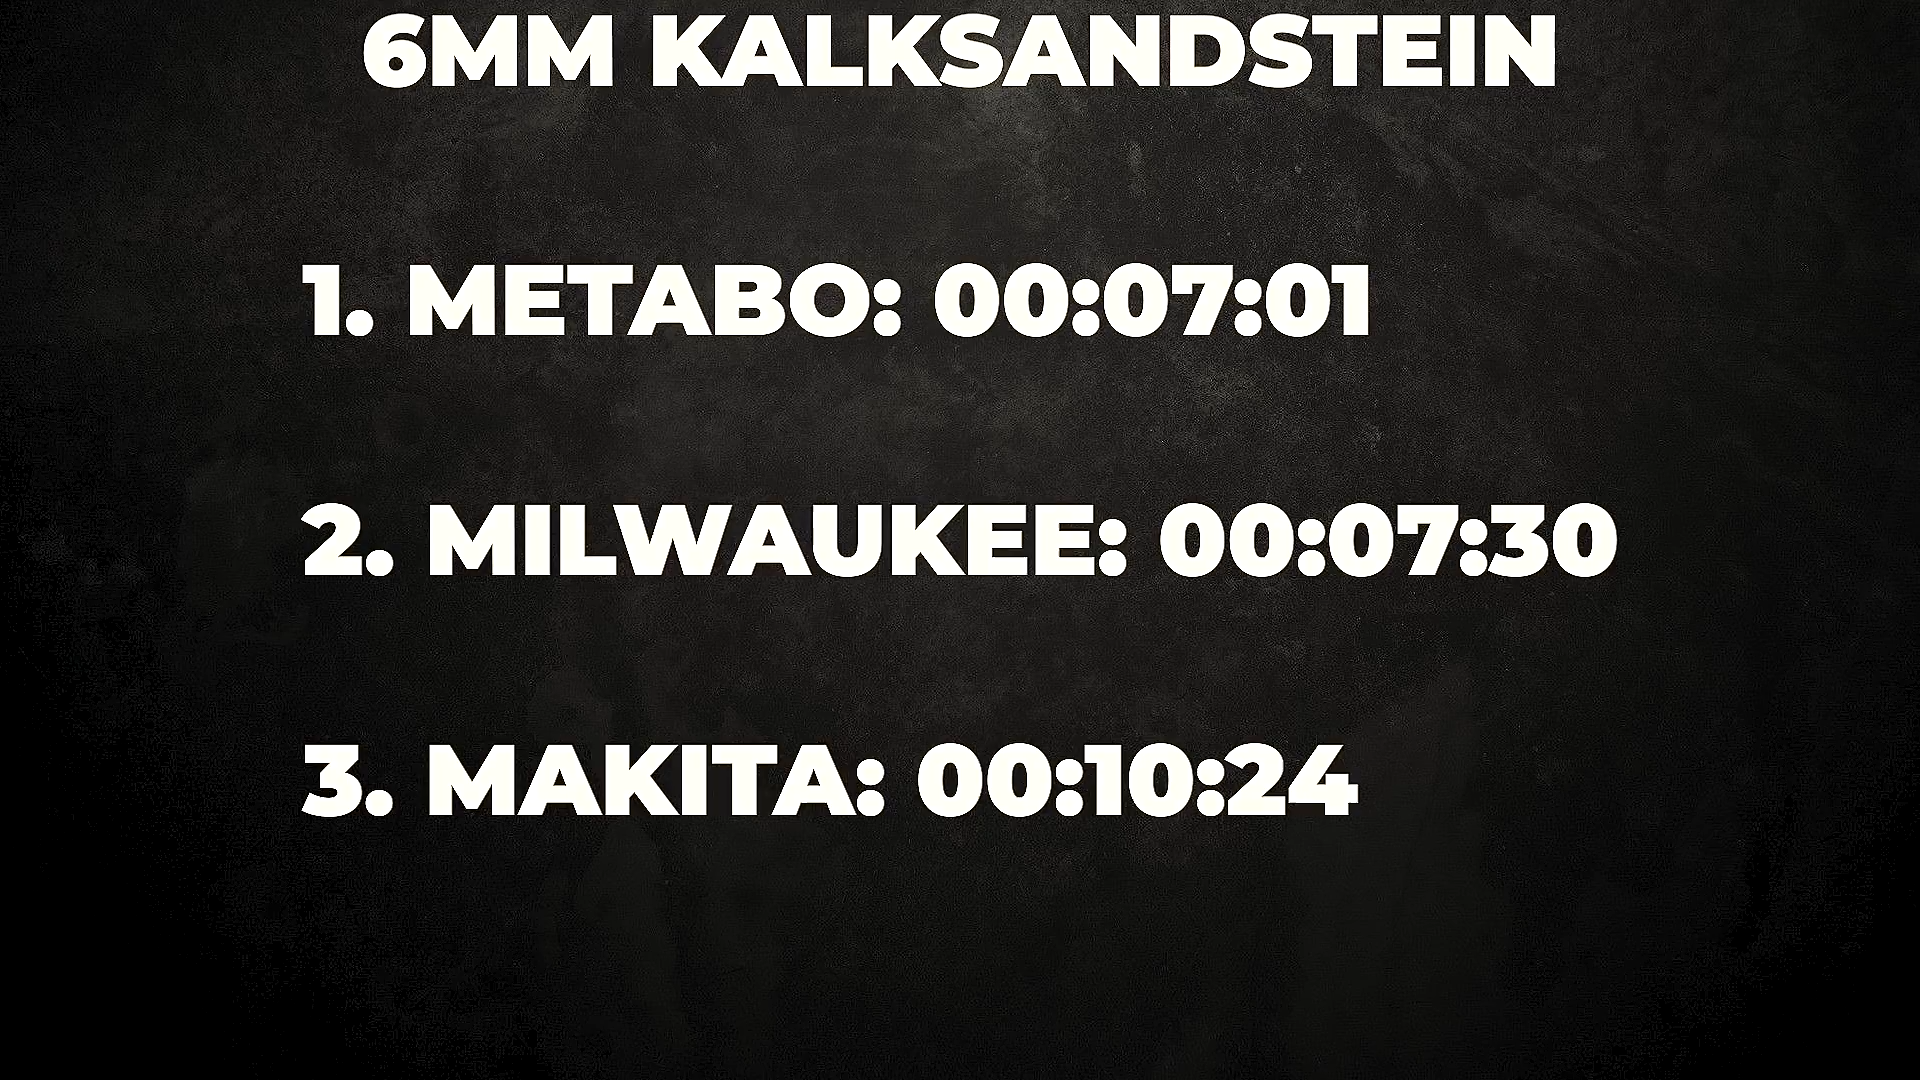 6MM KALKSANDSTEIN
1. METABO: 00:07:01
2. MILWAUKEE: 00:07:30
3. MAKITA: 00:10:24